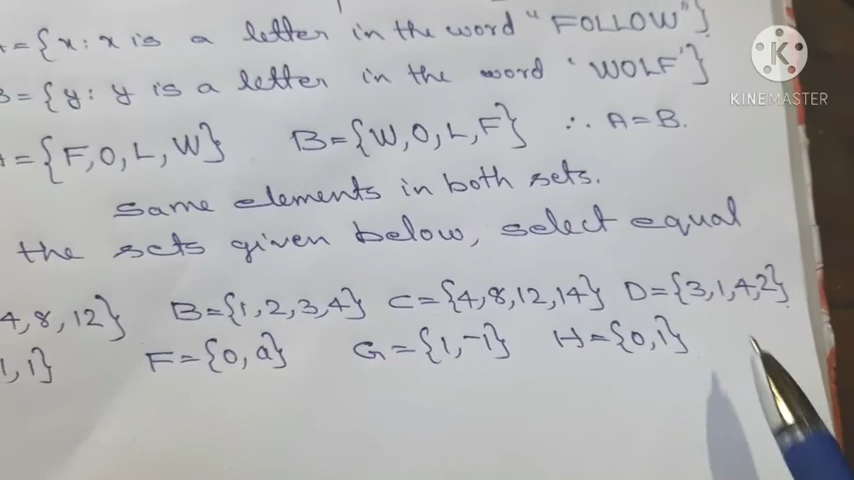 = {x : x is a letter in the word "FOLLOW"}
= {y : y is a letter in the word 'WOLF'}
= {F, O, L, W} B = {W, O, L, F} ∴ A = B.
same elements in both sets.
the sets given below, select equal
4, 8, 12} B = {1, 2, 3, 4} C = {4, 8, 12, 14} D = {3, 1, 4, 2}
1, 1} F = {0, a} G = {1, -1} H = {0, 1}
K
KINEMASTER